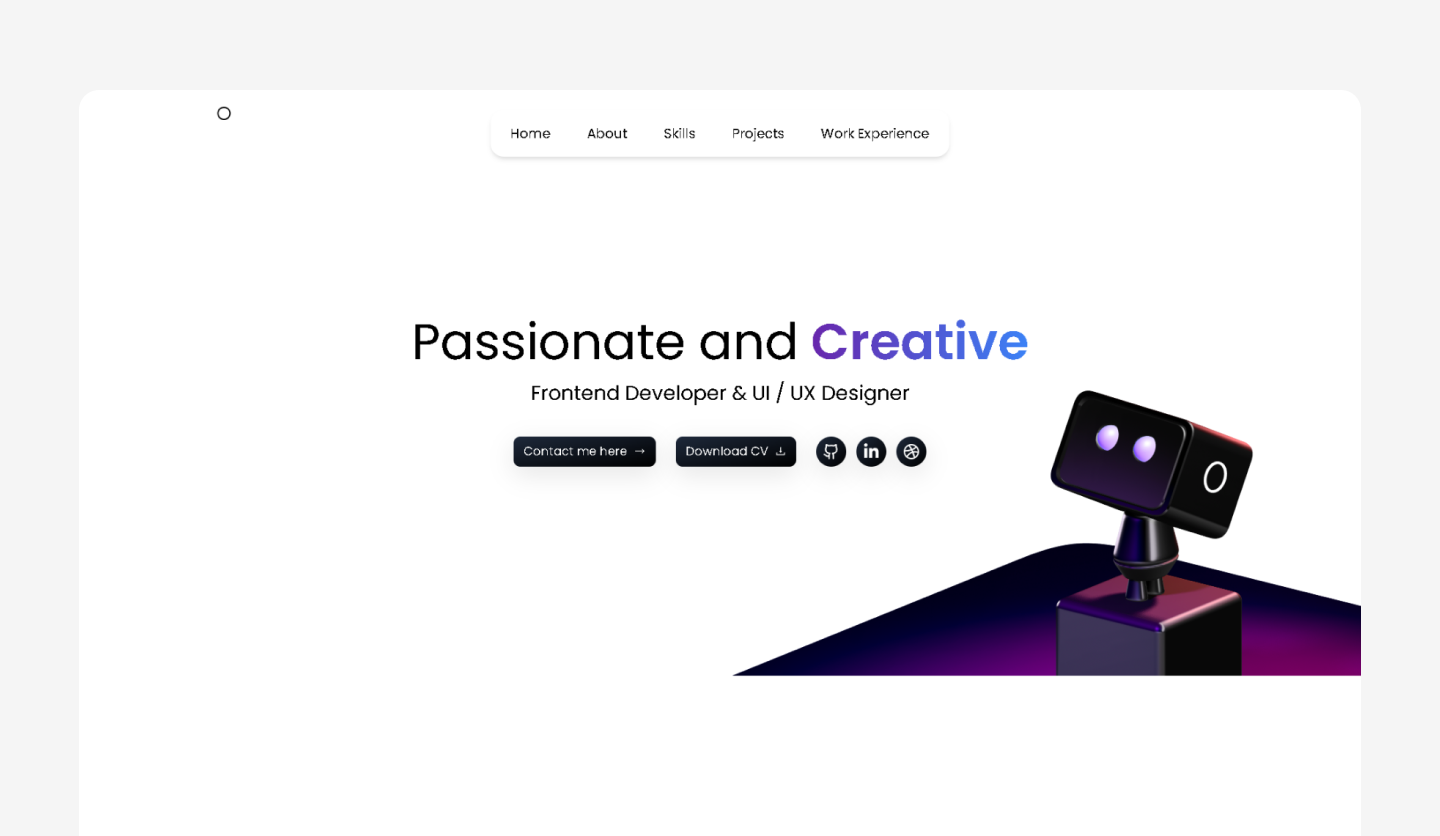 Home About Skills Projects Work Experience
Passionate and Creative
Frontend Developer & UI / UX Designer
Contact me here → Download CV in